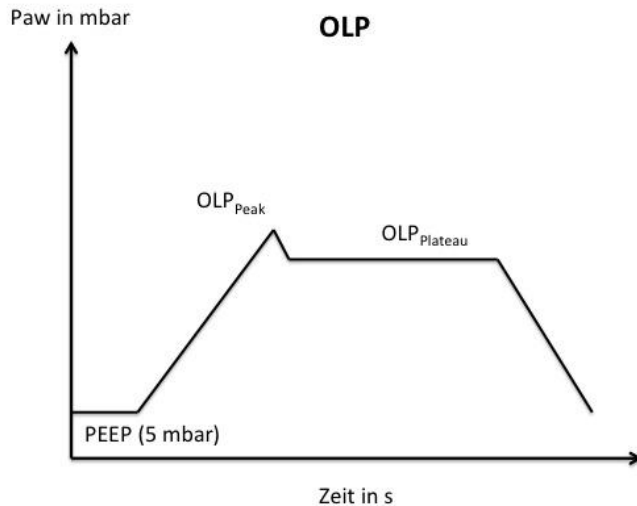 Paw in mbar
OLP
OLPPeak
OLPPlateau
PEEP (5 mbar)
Zeit in s